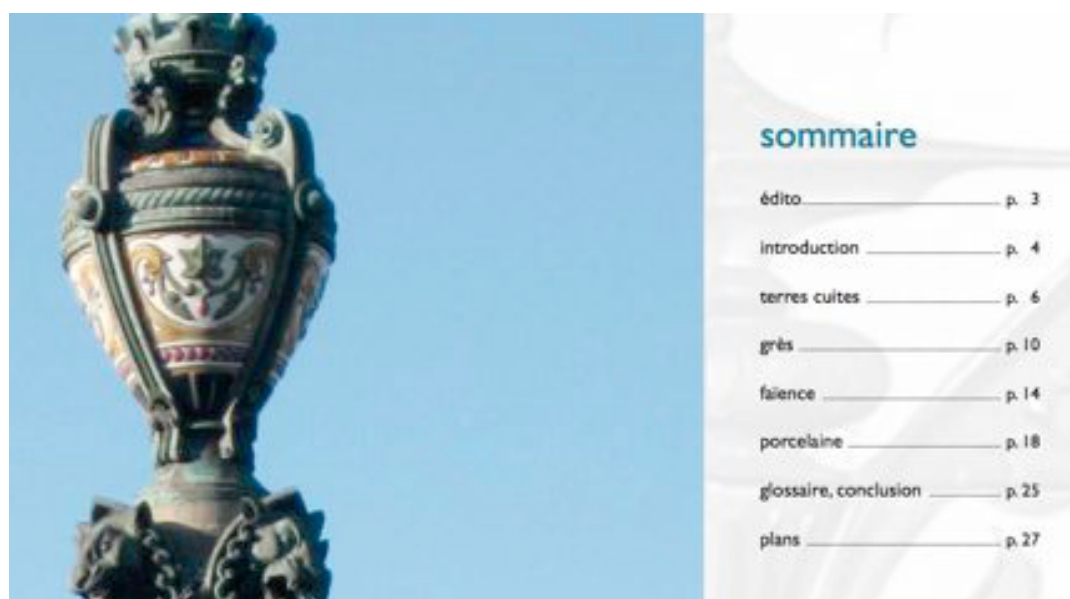 sommaire
édito p. 3
introduction p. 4
terres cuites p. 6
grès p. 10
faïence p. 14
porcelaine p. 18
glossaire, conclusion p. 25
plans p. 27